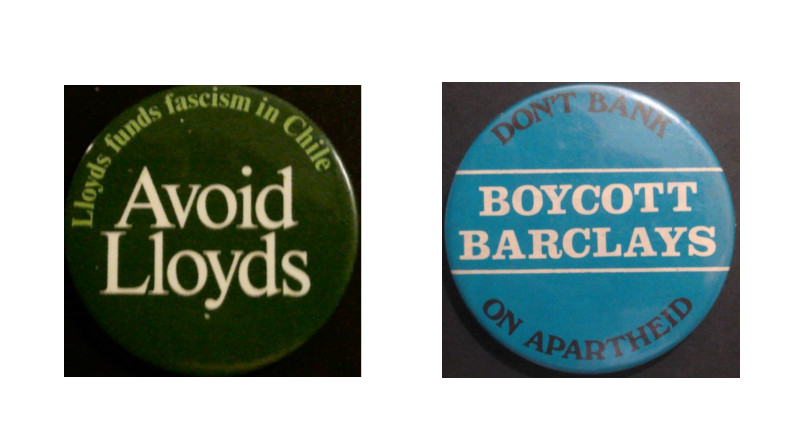 Lloyds funds fascism in Chile
Avoid
Lloyds
DON'T BANK
BOYCOTT
BARCLAYS
ON APARTHEID